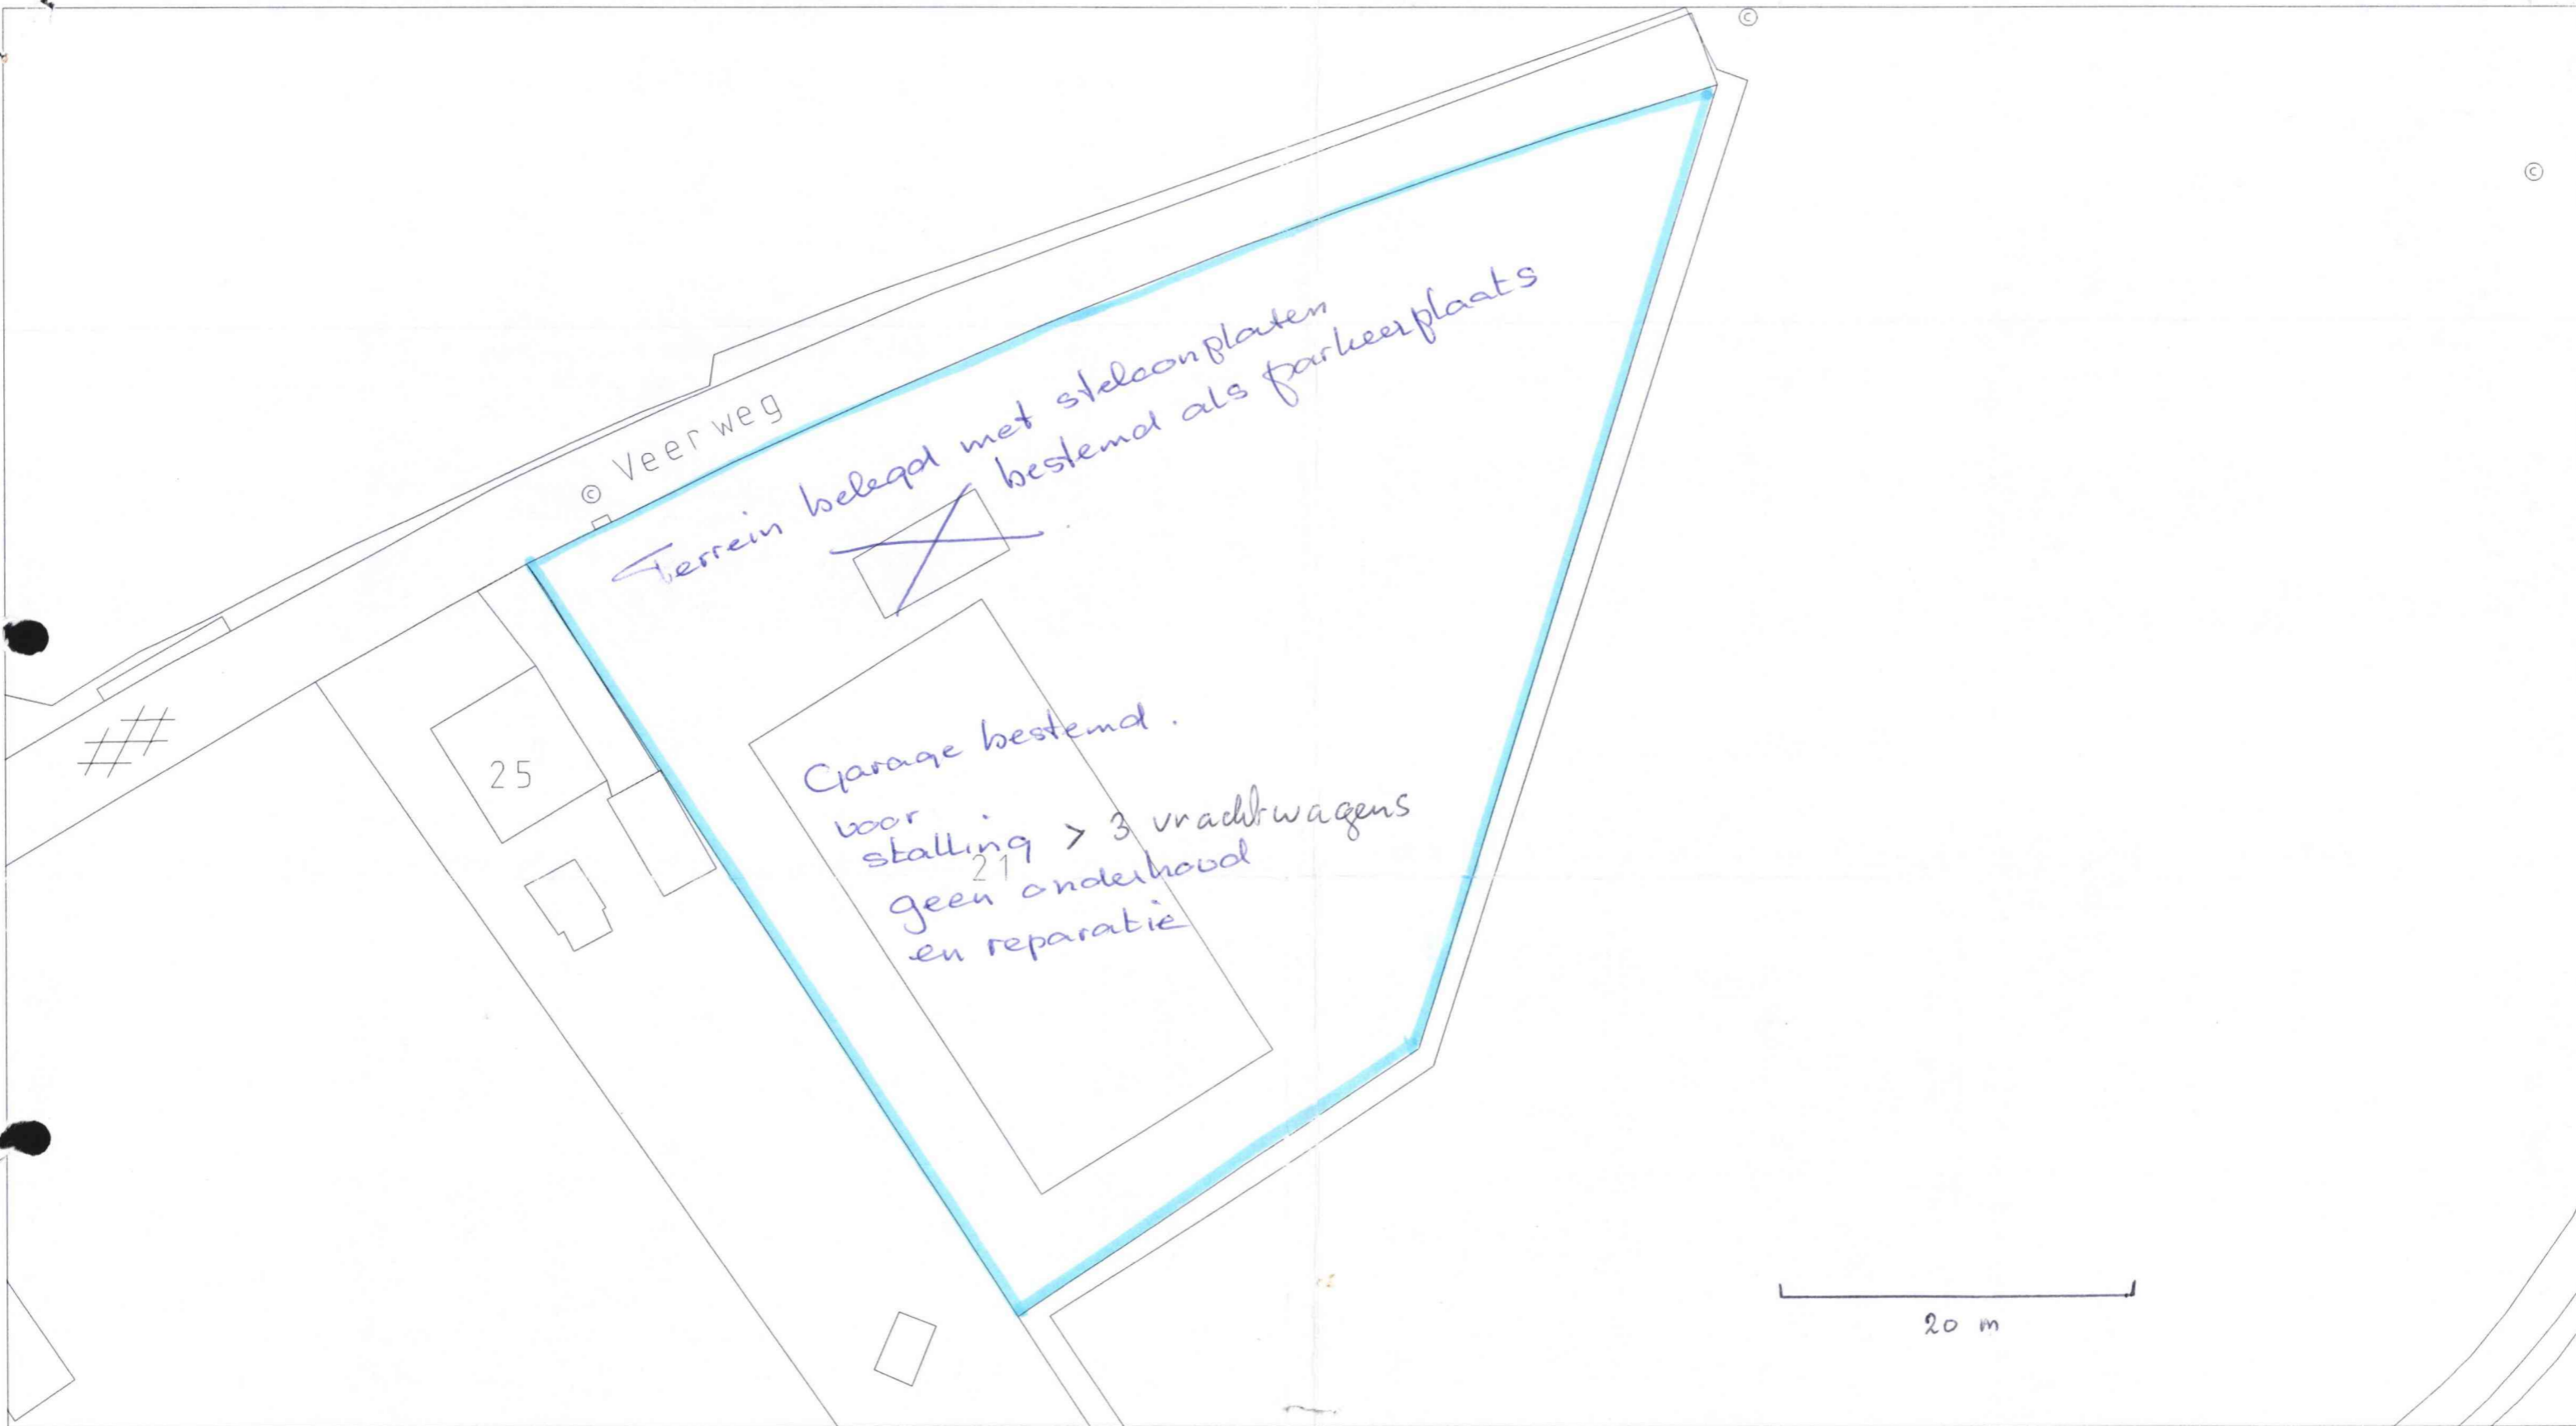 ©
©
Terrein belegd met stelconplaten
bestemd als parkeerplaats
Veerweg
©
25
Garage bestemd.
voor
stalling > 3 vrachtwagens
21
geen onderhoud
en reparatie
20 m